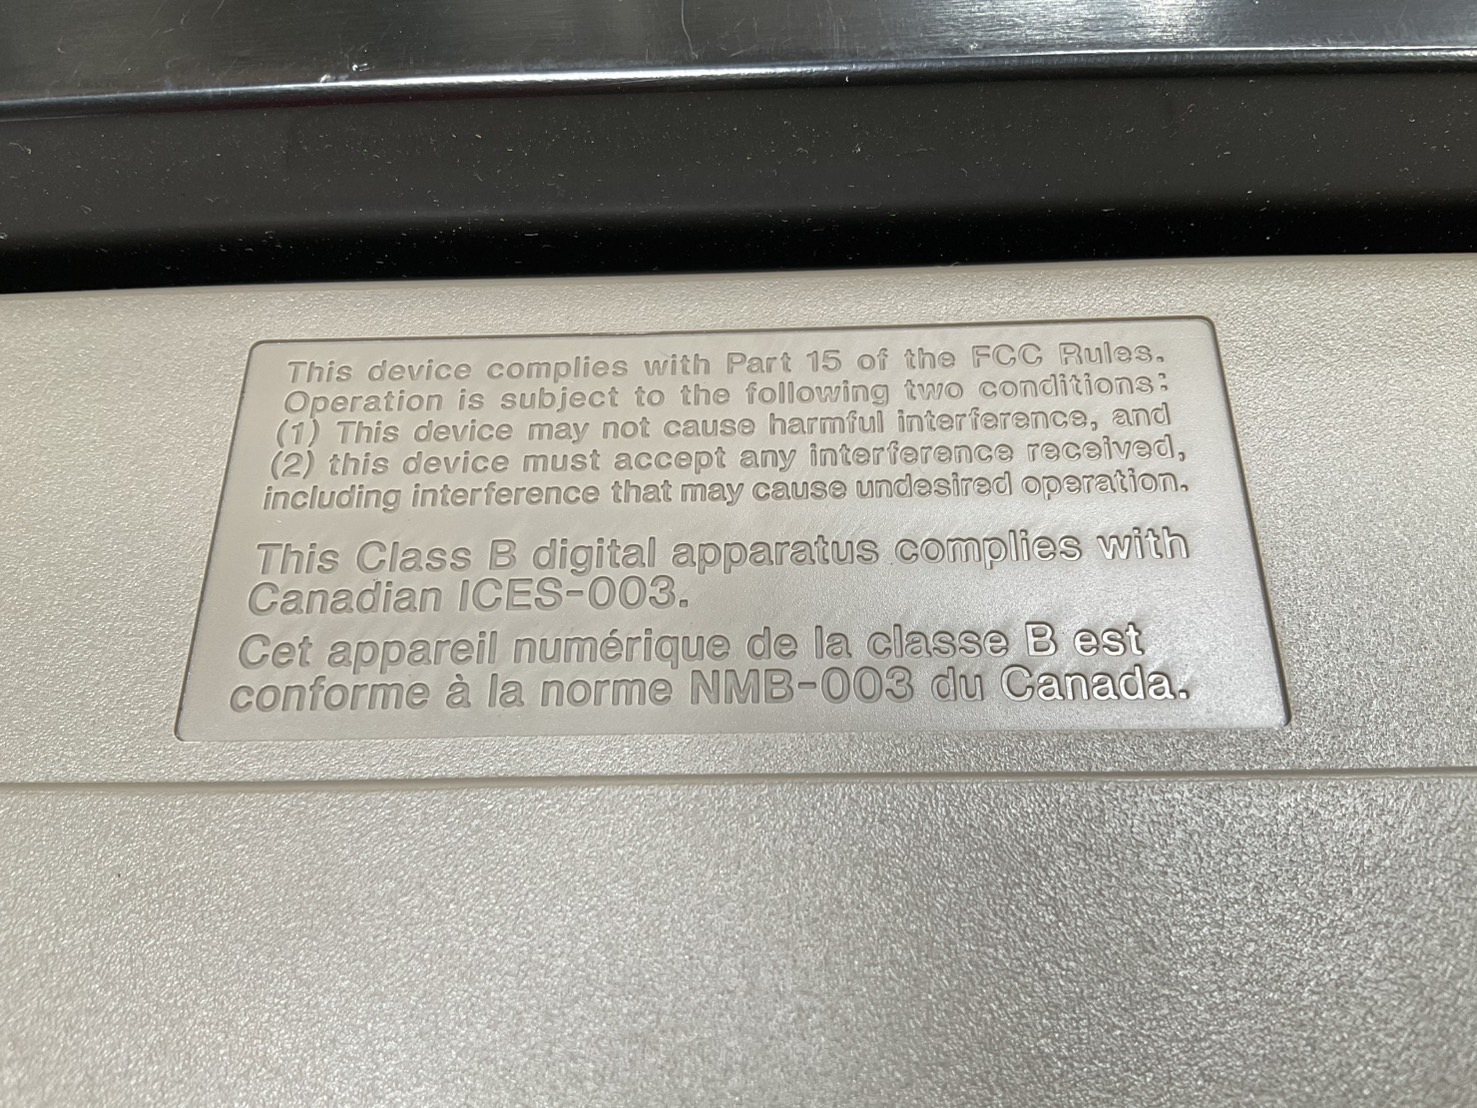 This device complies with Part 15 of the FCC Rules.
Operation is subject to the following two conditions:
(1) This device may not cause harmful interference, and
(2) this device must accept any interference received,
including interference that may cause undesired operation.
This Class B digital apparatus complies with
Canadian ICES-003.
Cet appareil numérique de la classe B est
conforme à la norme NMB-003 du Canada.